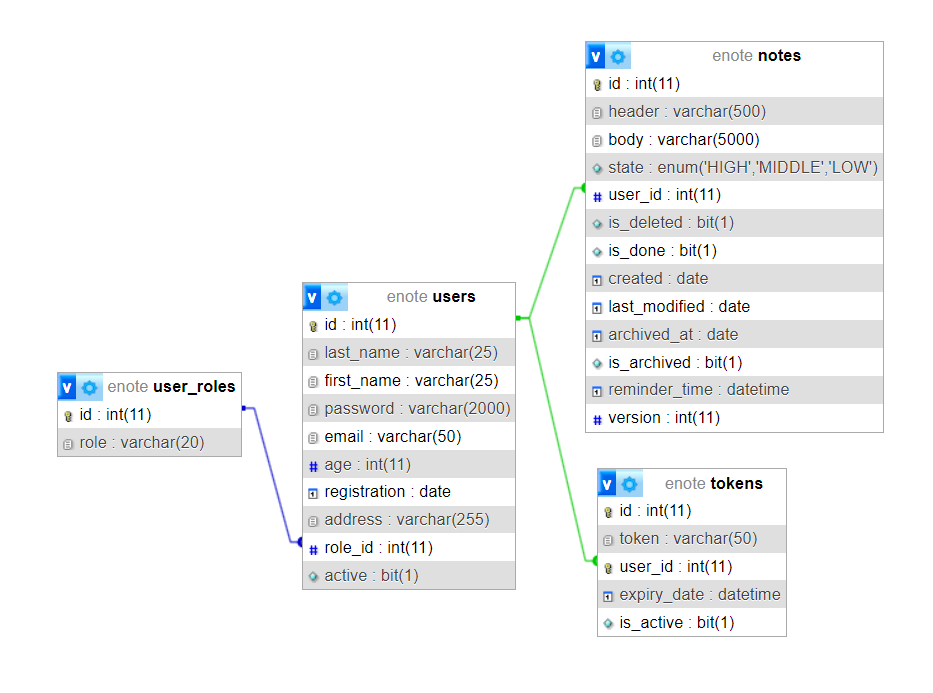 v enote user_roles
id : int(11)
role : varchar(20)
v enote users
id : int(11)
last_name : varchar(25)
first_name : varchar(25)
password : varchar(2000)
email : varchar(50)
# age : int(11)
registration : date
address : varchar(255)
# role_id : int(11)
active : bit(1)
v enote notes
id : int(11)
header : varchar(500)
body : varchar(5000)
state : enum('HIGH','MIDDLE','LOW')
# user_id : int(11)
is_deleted : bit(1)
is_done : bit(1)
created : date
last_modified : date
archived_at : date
is_archived : bit(1)
reminder_time : datetime
# version : int(11)
v enote tokens
id : int(11)
token : varchar(50)
user_id : int(11)
expiry_date : datetime
is_active : bit(1)